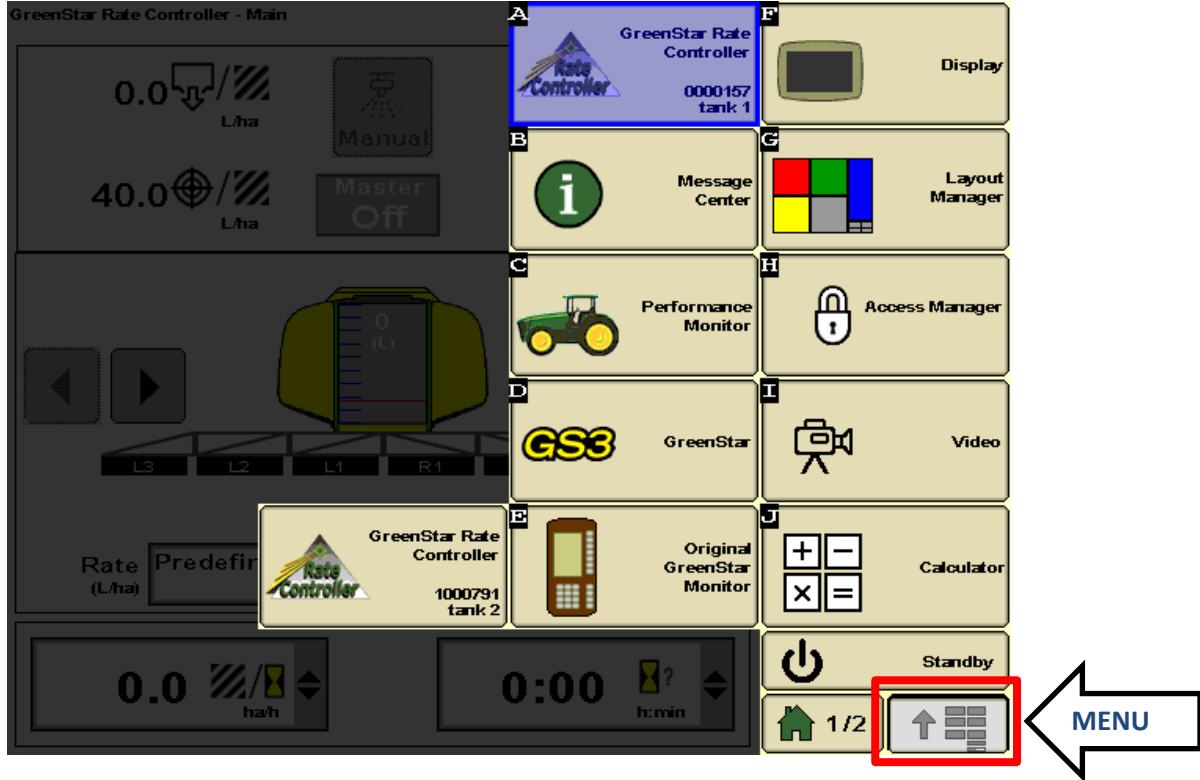 GreenStar Rate Controller - Main
0.0
L/ha
Manual
40.0
L/ha
Master
Off
0
(L)
L3
L2
L1
R1
Rate
(L/ha)
Predefin
0.0
ha/h
0:00
?
h:min
A
Rate
Controller
GreenStar Rate
Controller
0000157
tank 1
B
i
Message
Center
C
Performance
Monitor
D
GS3
GreenStar
Rate
Controller
GreenStar Rate
Controller
1000791
tank 2
E
Original
GreenStar
Monitor
F
Display
G
Layout
Manager
H
Access Manager
I
Video
J
+ −
× =
Calculator
Standby
1/2
MENU